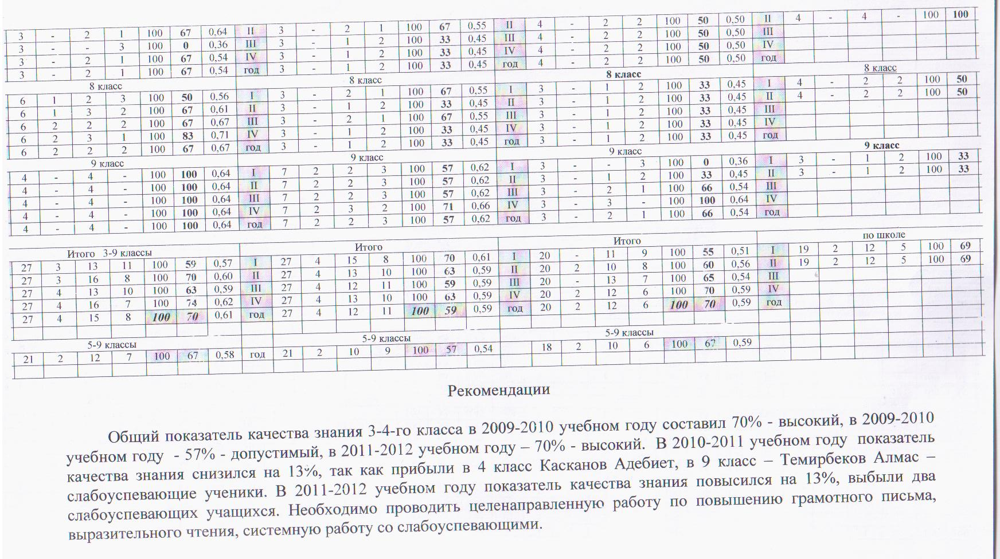 3 - 2 1 100 67 0,64 II 3 - 2 1 100 67 0,55 II 4 - 2 2 100 50 0,50 II 4 - 4 - 100 100
3 - - 3 100 0 0,36 III 3 - 1 2 100 33 0,45 III 4 - 2 2 100 50 0,50 III
3 - 2 1 100 67 0,54 IV 3 - 1 2 100 33 0,45 IV 4 - 2 2 100 50 0,50 IV
3 - 2 1 100 67 0,54 год 3 - 1 2 100 33 0,45 год 4 - 2 2 100 50 0,50 год
8 класс 8 класс 8 класс 8 класс
6 1 2 3 100 50 0,56 I 3 - 2 1 100 67 0,55 I 3 - 1 2 100 33 0,45 I 4 - 2 2 100 50
6 1 3 2 100 67 0,61 II 3 - 1 2 100 33 0,45 II 3 - 1 2 100 33 0,45 II 4 - 2 2 100 50
6 2 2 2 100 67 0,67 III 3 - 2 1 100 67 0,55 III 3 - 1 2 100 33 0,45 III
6 2 3 1 100 83 0,71 IV 3 - 1 2 100 33 0,45 IV 3 - 1 2 100 33 0,45 IV
6 2 2 2 100 67 0,67 год 3 - 1 2 100 33 0,45 год 3 - 1 2 100 33 0,45 год
9 класс 9 класс 9 класс 9 класс
4 - 4 - 100 100 0,64 I 7 2 2 3 100 57 0,62 I 3 - - 3 100 0 0,36 I 3 - 1 2 100 33
4 - 4 - 100 100 0,64 II 7 2 2 3 100 57 0,62 II 3 - 1 2 100 33 0,45 II 3 - 1 2 100 33
4 - 4 - 100 100 0,64 III 7 2 2 3 100 57 0,62 III 3 - 2 1 100 66 0,54 III
4 - 4 - 100 100 0,64 IV 7 2 3 2 100 71 0,66 IV 3 - 3 - 100 100 0,64 IV
4 - 4 - 100 100 0,64 год 7 2 2 3 100 57 0,62 год 3 - 2 1 100 66 0,54 год
Итого 3-9 классы Итого Итого по школе
27 3 13 11 100 59 0,57 I 27 4 15 8 100 70 0,61 I 20 - 11 9 100 55 0,51 I 19 2 12 5 100 69
27 3 16 8 100 70 0,60 II 27 4 13 10 100 63 0,59 II 20 2 10 8 100 60 0,56 II 19 2 12 5 100 69
27 4 13 10 100 63 0,59 III 27 4 12 11 100 59 0,59 III 20 - 13 7 100 65 0,54 III
27 4 16 7 100 74 0,62 IV 27 4 13 10 100 63 0,59 IV 20 2 12 6 100 70 0,59 IV
27 4 15 8 100 70 0,61 год 27 4 12 11 100 59 0,59 год 20 2 12 6 100 70 0,59 год
5-9 классы 5-9 классы 5-9 классы
21 2 12 7 100 67 0,58 год 21 2 10 9 100 57 0,54 18 2 10 6 100 67 0,59
Рекомендации
Общий показатель качества знания 3-4-го класса в 2009-2010 учебном году составил 70% - высокий, в 2009-2010
учебном году - 57% - допустимый, в 2011-2012 учебном году – 70% - высокий. В 2010-2011 учебном году показатель
качества знания снизился на 13%, так как прибыли в 4 класс Касканов Адебиет, в 9 класс – Темирбеков Алмас –
слабоуспевающие ученики. В 2011-2012 учебном году показатель качества знания повысился на 13%, выбыли два
слабоуспевающих учащихся. Необходимо проводить целенаправленную работу по повышению грамотного письма,
выразительного чтения, системную работу со слабоуспевающими.